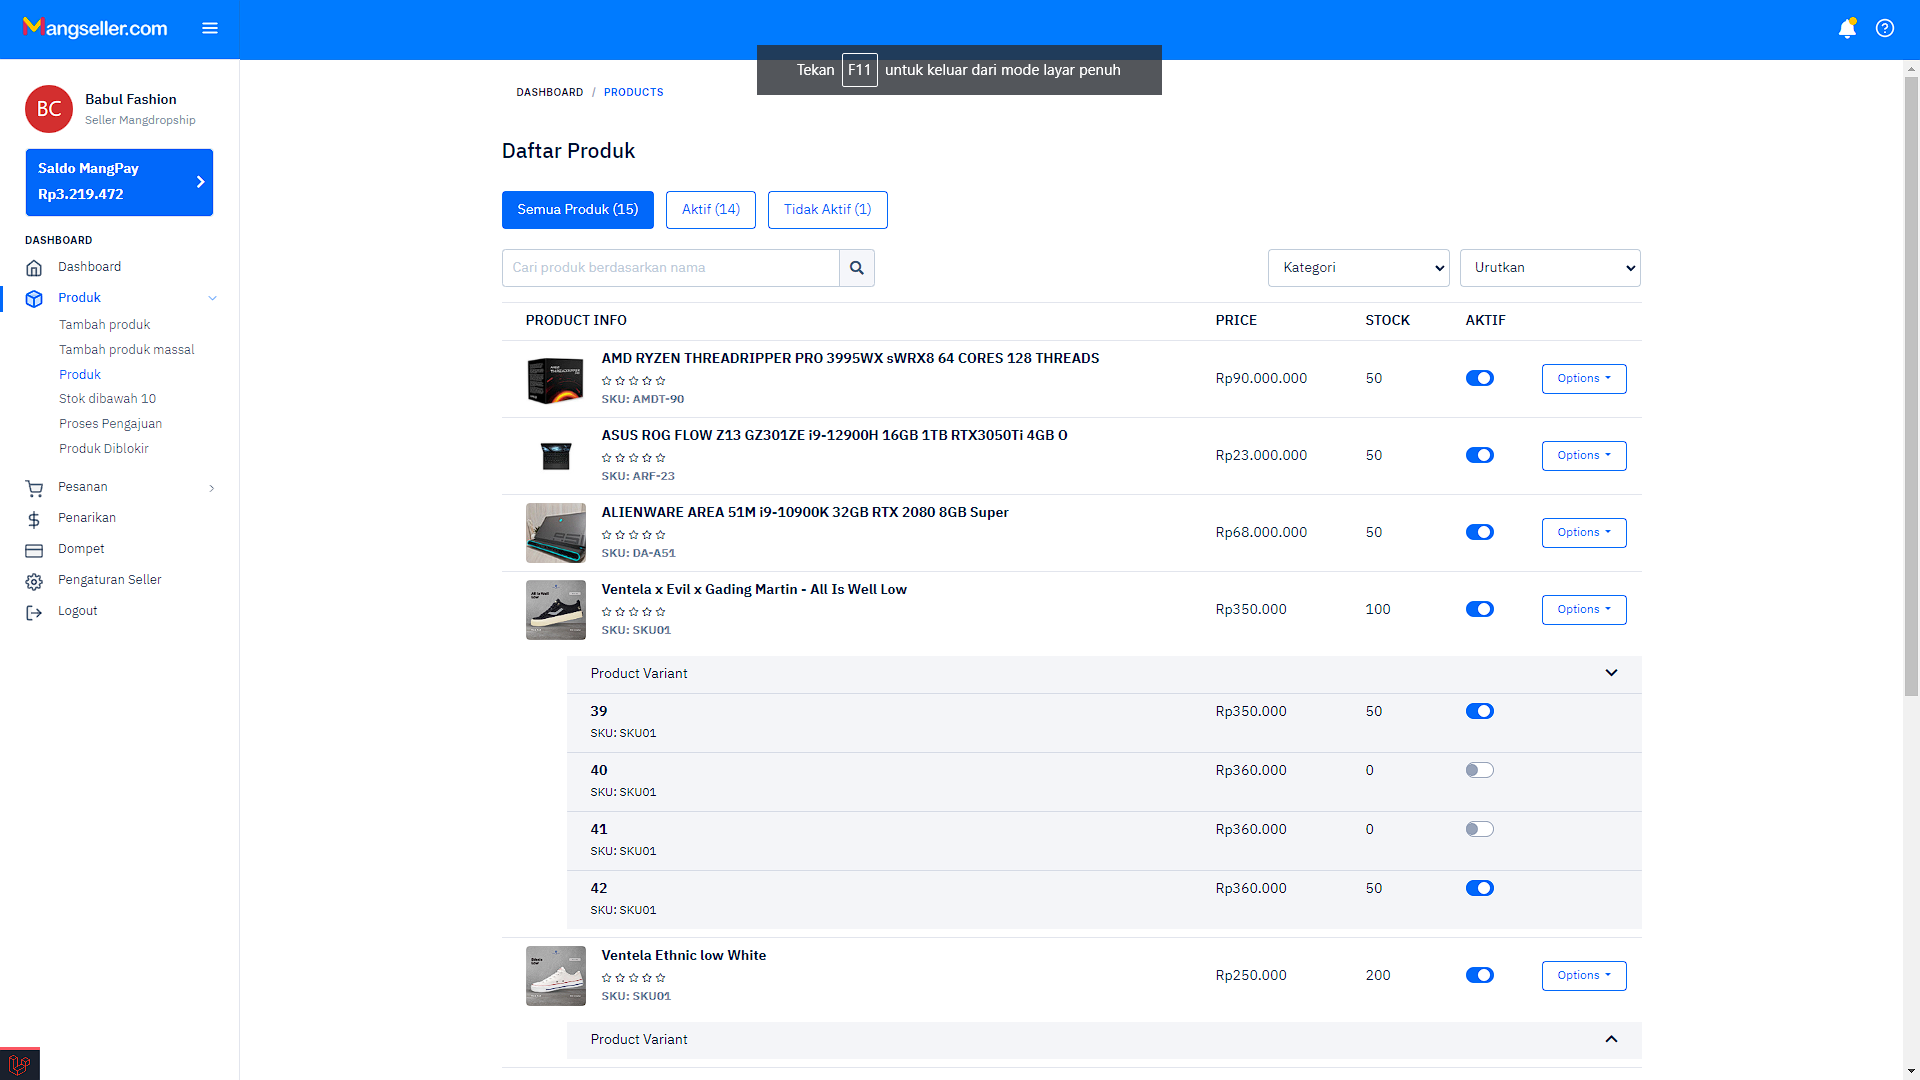 Mangseller.com
Tekan F11 untuk keluar dari mode layar penuh
BC
Babul Fashion
Seller Mangdropship
Saldo MangPay
Rp3.219.472
DASHBOARD
Dashboard
Produk
Tambah produk
Tambah produk massal
Produk
Stok dibawah 10
Proses Pengajuan
Produk Diblokir
Pesanan
Penarikan
Dompet
Pengaturan Seller
Logout
DASHBOARD / PRODUCTS
Daftar Produk
Semua Produk (15) Aktif (14) Tidak Aktif (1)
Cari produk berdasarkan nama Kategori Urutkan
PRODUCT INFO PRICE STOCK AKTIF
AMD RYZEN THREADRIPPER PRO 3995WX sWRX8 64 CORES 128 THREADS
SKU: AMDT-90
Rp90.000.000 50 Options
ASUS ROG FLOW Z13 GZ301ZE i9-12900H 16GB 1TB RTX3050Ti 4GB O
SKU: ARF-23
Rp23.000.000 50 Options
ALIENWARE AREA 51M i9-10900K 32GB RTX 2080 8GB Super
SKU: DA-A51
Rp68.000.000 50 Options
Ventela x Evil x Gading Martin - All Is Well Low
SKU: SKU01
Rp350.000 100 Options
Product Variant
39 Rp350.000 50
SKU: SKU01
40 Rp360.000 0
SKU: SKU01
41 Rp360.000 0
SKU: SKU01
42 Rp360.000 50
SKU: SKU01
Ventela Ethnic low White
SKU: SKU01
Rp250.000 200 Options
Product Variant